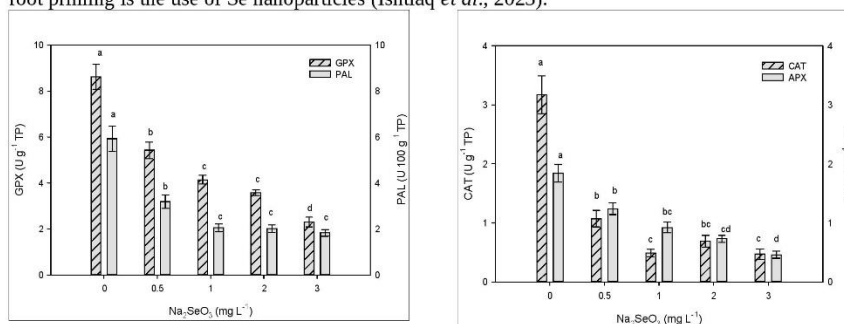 root priming is the use of Se nanoparticles (Ishtiaq et al., 2023).
10
8
6
4
2
0
GPX (U g⁻¹ TP)
a
a
b
b
c
c
c
c
d
c
GPX
PAL
10
8
6
4
2
0
PAL (U 100 g⁻¹ TP)
0 0.5 1 2 3
Na₂SeO₃ (mg L⁻¹)
4
3
2
1
0
CAT (U g⁻¹ TP)
a
a
b
b
c
bc
bc
cd
c
d
CAT
APX
4
3
2
1
0
0 0.5 1 2 3
Na₂SeO₃ (mg L⁻¹)